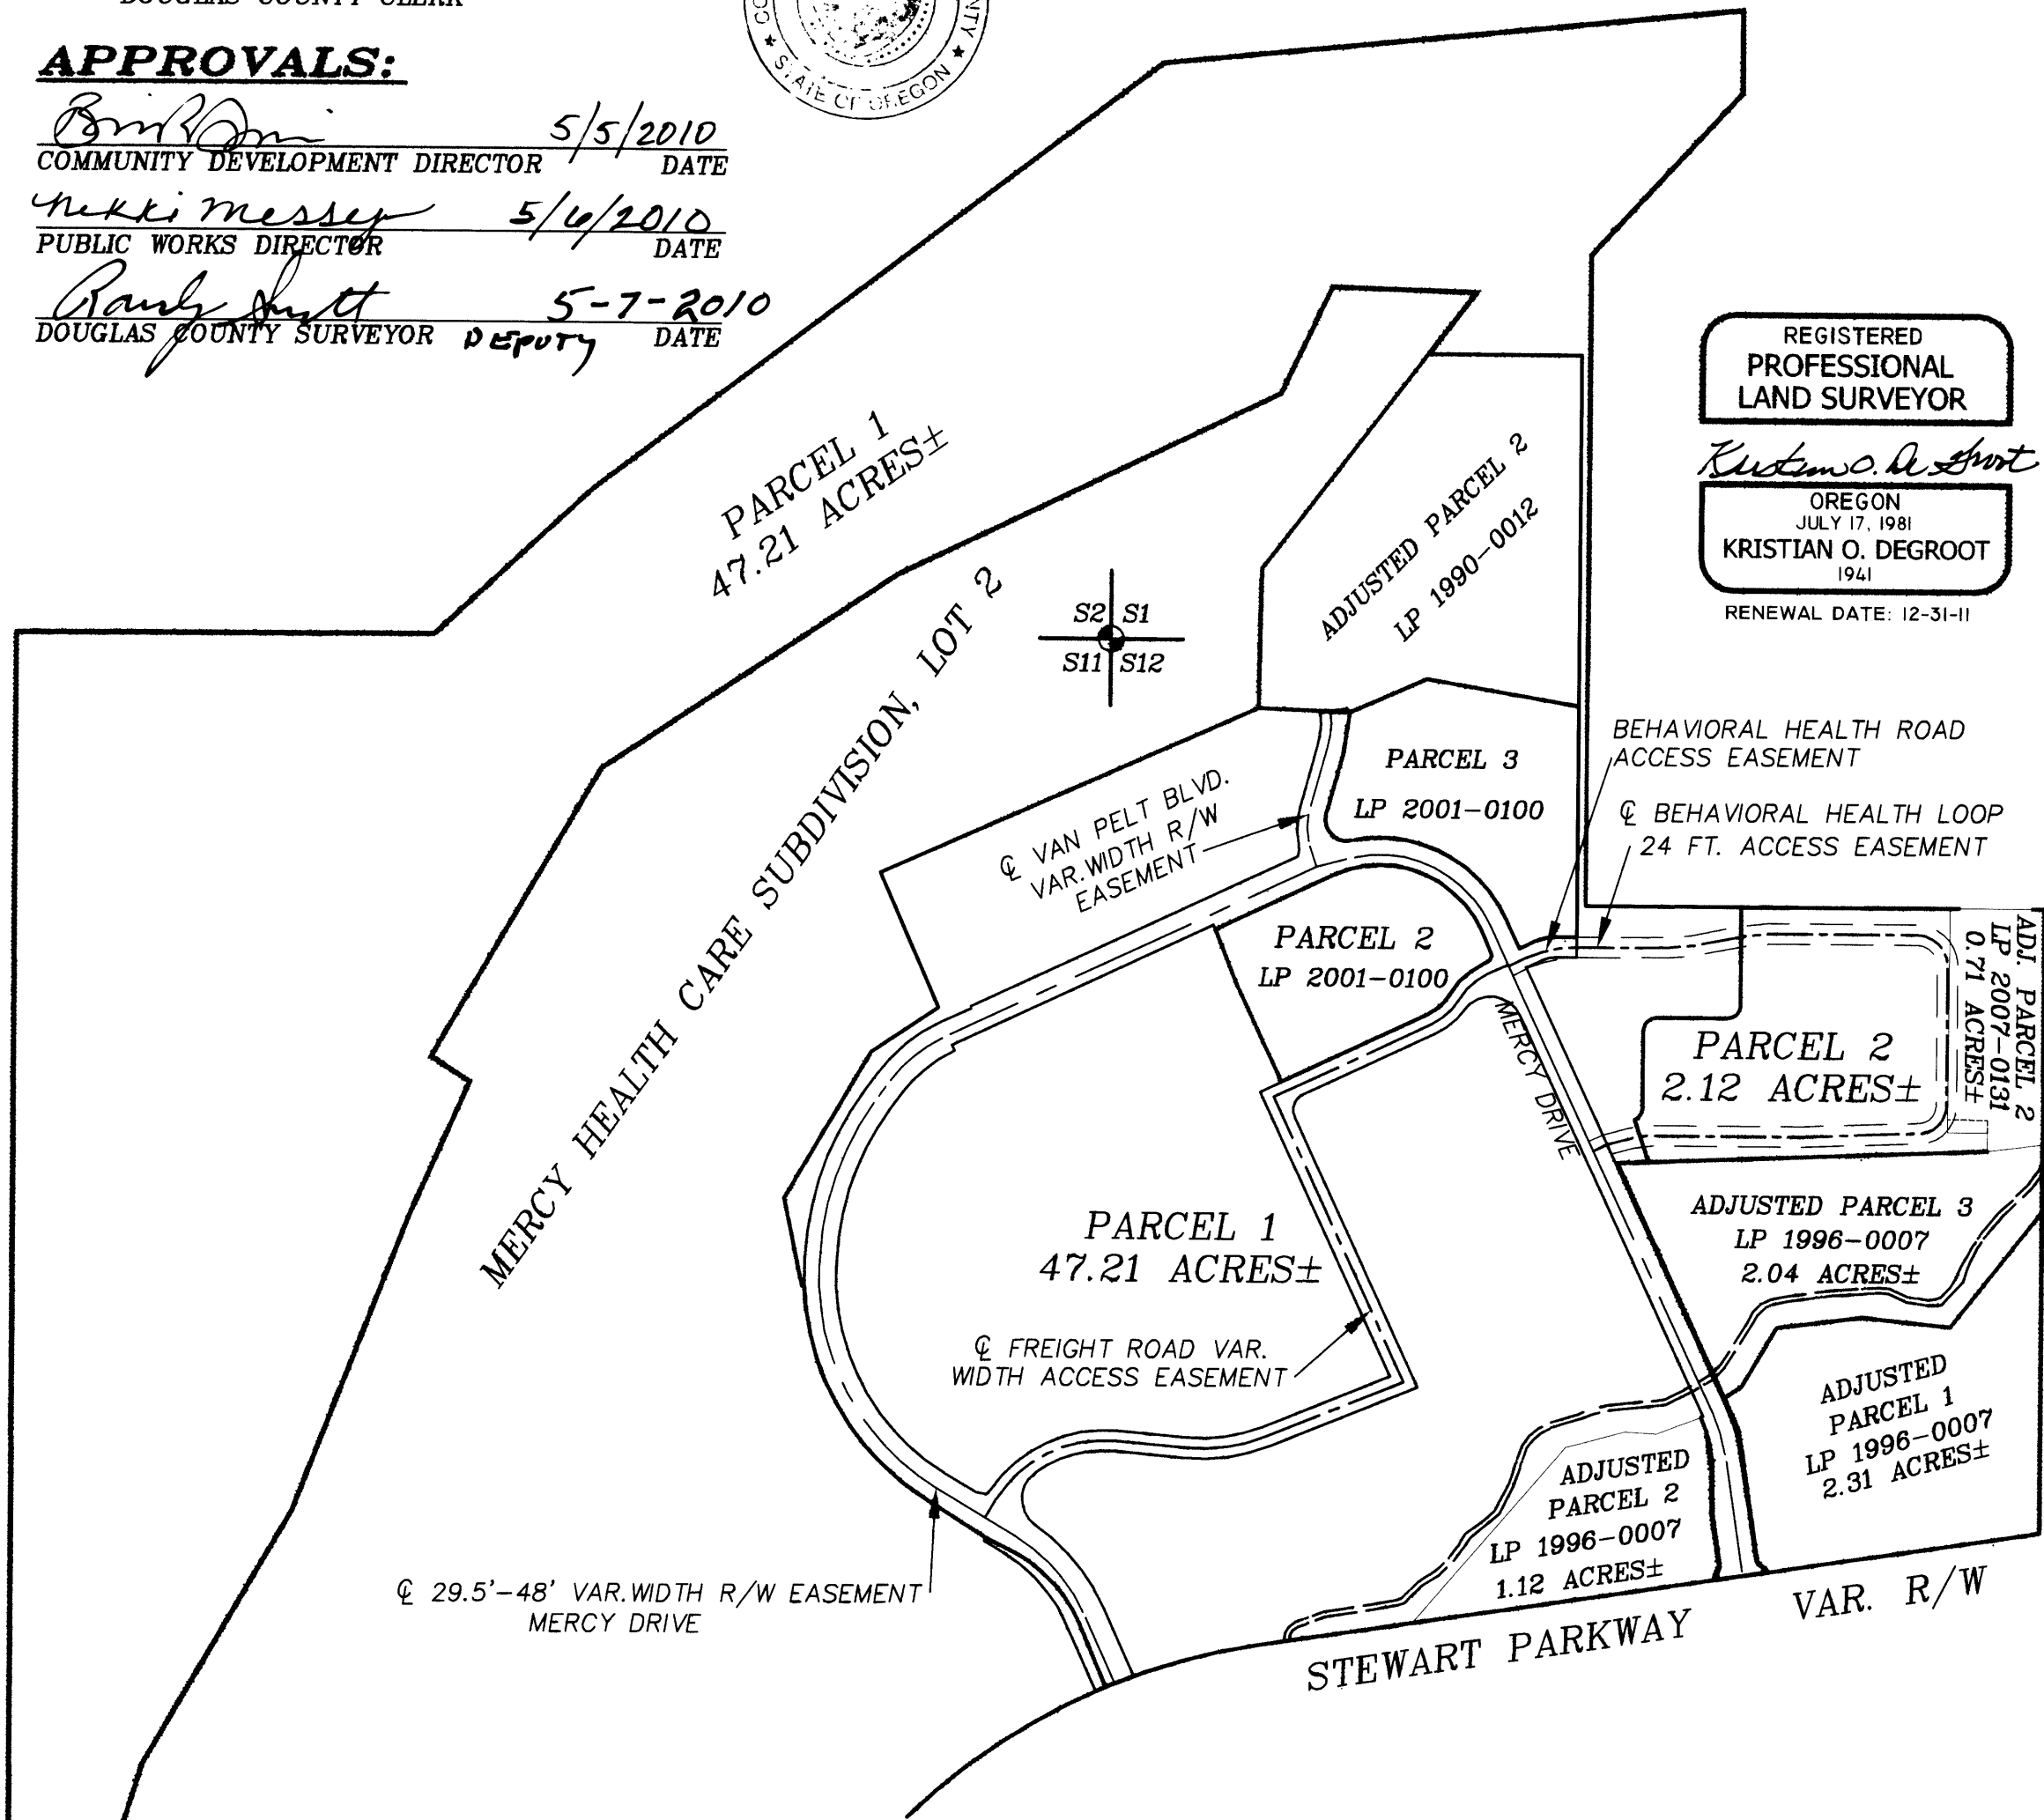 DOUGLAS COUNTY CLERK
STATE OF OREGON
APPROVALS:
5/5/2010
COMMUNITY DEVELOPMENT DIRECTOR DATE
Nikki Messer 5/6/2010
PUBLIC WORKS DIRECTOR DATE
Randy Smith 5-7-2010
DOUGLAS COUNTY SURVEYOR DEPUTY DATE
REGISTERED
PROFESSIONAL
LAND SURVEYOR
Kristian O. DeGroot
OREGON
JULY 17, 1981
KRISTIAN O. DEGROOT
1941
RENEWAL DATE: 12-31-11
PARCEL 1
47.21 ACRES±
ADJUSTED PARCEL 2
LP 1990-0012
S2 S1
S11 S12
MERCY HEALTH CARE SUBDIVISION, LOT 2
BEHAVIORAL HEALTH ROAD
ACCESS EASEMENT
PARCEL 3
LP 2001-0100
℄ VAN PELT BLVD.
VAR.WIDTH R/W
EASEMENT
℄ BEHAVIORAL HEALTH LOOP
24 FT. ACCESS EASEMENT
PARCEL 2
LP 2001-0100
ADJ. PARCEL 2
LP 2007-0131
0.71 ACRES±
MERCY DRIVE
PARCEL 2
2.12 ACRES±
PARCEL 1
47.21 ACRES±
ADJUSTED PARCEL 3
LP 1996-0007
2.04 ACRES±
℄ FREIGHT ROAD VAR.
WIDTH ACCESS EASEMENT
ADJUSTED
PARCEL 1
LP 1996-0007
2.31 ACRES±
ADJUSTED
PARCEL 2
LP 1996-0007
1.12 ACRES±
℄ 29.5'-48' VAR.WIDTH R/W EASEMENT
MERCY DRIVE
STEWART PARKWAY VAR. R/W